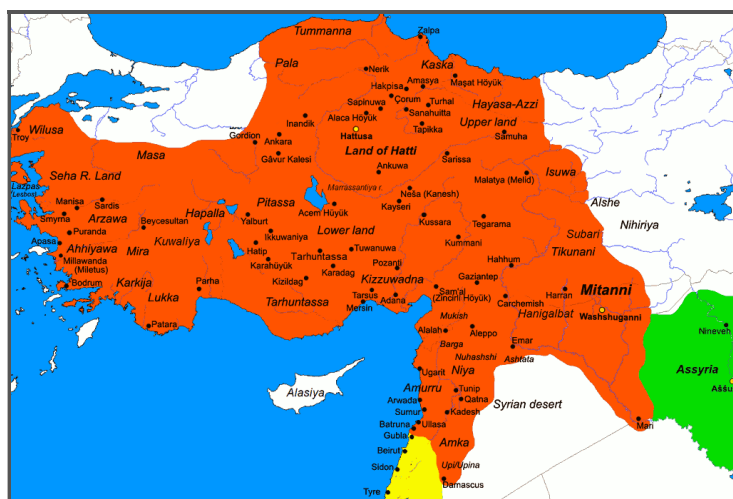 Tummanna
Zalpa
Pala
Kaska
Nerik
Amasya
Maşat Höyük
Hakpisa
Çorum
Turhal
Hayasa-Azzi
Sapinuwa
Sanahuitta
Alaca Höyük
Inandik
Upper land
Tapikka
Wilusa
Troy
Hattusa
Samuha
Gordion
Ankara
Land of Hatti
Masa
Gâvur Kalesi
Sarissa
Ankuwa
Isuwa
Seha R. Land
Malatya (Melid)
Lazpas
(Lesbos)
Marrassantiya r.
Neša (Kanesh)
Alshe
Manisa
Sardis
Pitassa
Kayseri
Smyrna
Arzawa
Hapalla
Acem Hüyük
Kussara
Tegarama
Nihiriya
Beycesultan
Yalburt
Puranda
Lower land
Subari
Apasa
Kuwaliya
Ikkuwaniya
Kummani
Ahhiyawa
Mira
Hatip
Tuwanuwa
Tikunani
Millawanda
(Miletus)
Tarhuntassa
Karahüyük
Karadag
Pozanti
Hahhum
Karkija
Bodrum
Parha
Kizildag
Kizzuwadna
Gaziantep
Mitanni
Lukka
Tarhuntassa
Tarsus
Adana
Sam'al
(Zincirli Höyük)
Harran
Mersin
Carchemish
Hanigalbat
Washshuganni
Patara
Mukish
Alalah
Aleppo
Nineveh
Barga
Emar
Nuhashshi
Ashtata
Ugarit
Niya
Assyria
Alasiya
Amurru
Tunip
Aššu
Arwada
Qatna
Syrian desert
Sumur
Kadesh
Batruna
Ullasa
Mari
Gubla
Amka
Beirut
Upi/Upina
Sidon
Damascus
Tyre